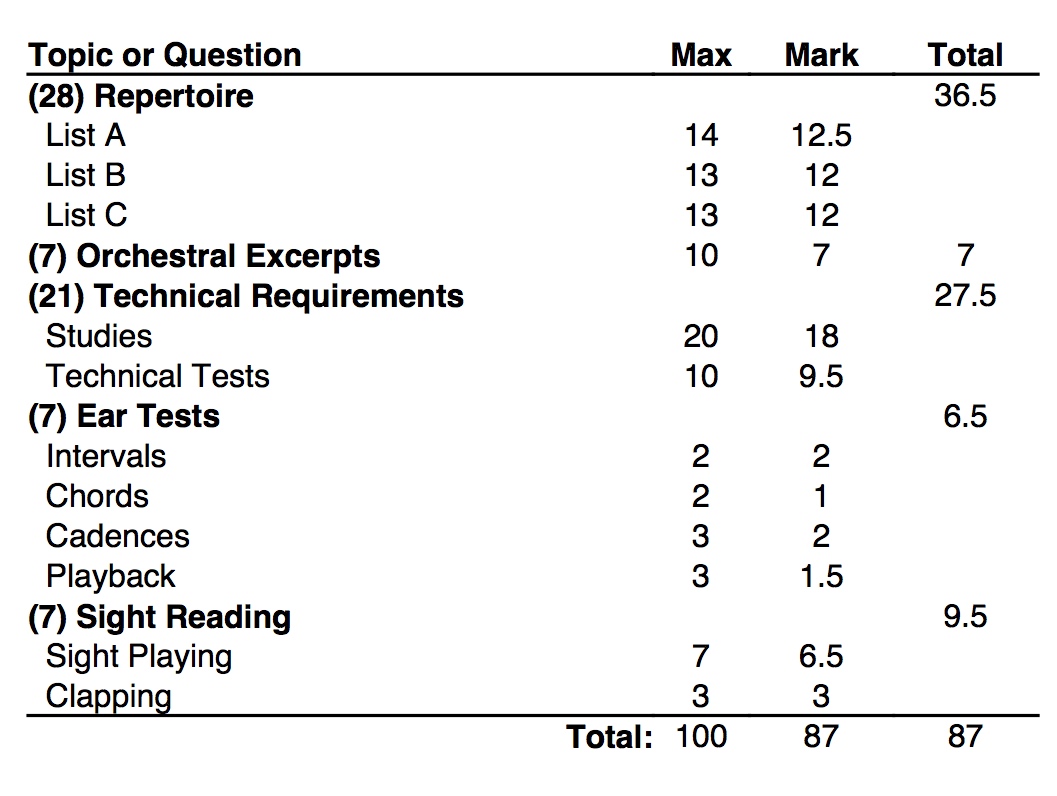 Topic or Question Max Mark Total
(28) Repertoire 36.5
List A 14 12.5
List B 13 12
List C 13 12
(7) Orchestral Excerpts 10 7 7
(21) Technical Requirements 27.5
Studies 20 18
Technical Tests 10 9.5
(7) Ear Tests 6.5
Intervals 2 2
Chords 2 1
Cadences 3 2
Playback 3 1.5
(7) Sight Reading 9.5
Sight Playing 7 6.5
Clapping 3 3
Total: 100 87 87